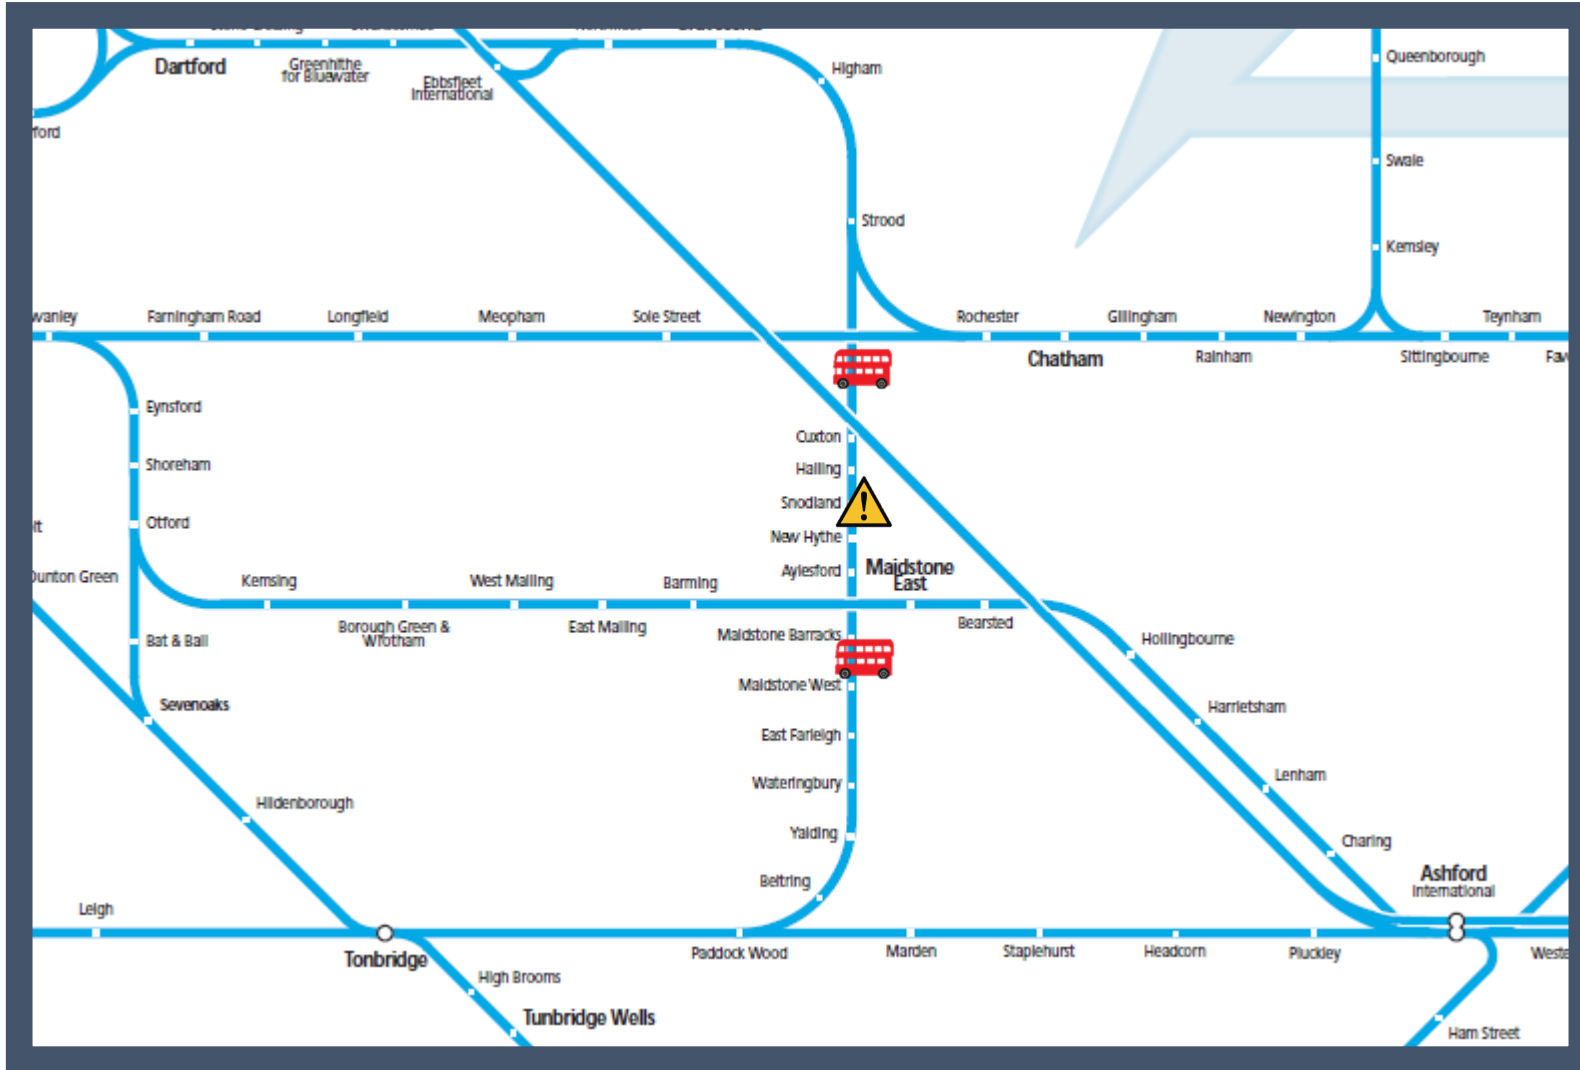 Queenborough
Higham
Dartford
Greenhithe
for Bluewater
Ebbsfleet
International
Swale
Strood
Kemsley
Farningham Road
Longfield
Meopham
Sole Street
Rochester
Gillingham
Newington
Teynham
Chatham
Rainham
Sittingbourne
Eynsford
Cuxton
Shoreham
Halling
Snodland
Otford
New Hythe
Aylesford
Maidstone
East
Dunton Green
Kemsing
West Malling
Barming
Borough Green &
Wrotham
East Malling
Maidstone Barracks
Bearsted
Bat & Ball
Hollingbourne
Maidstone West
Sevenoaks
Harrietsham
East Farleigh
Wateringbury
Lenham
Hildenborough
Yalding
Charing
Beltring
Ashford
International
Leigh
Tonbridge
Paddock Wood
Marden
Staplehurst
Headcorn
Pluckley
Weste
High Brooms
Tunbridge Wells
Ham Street